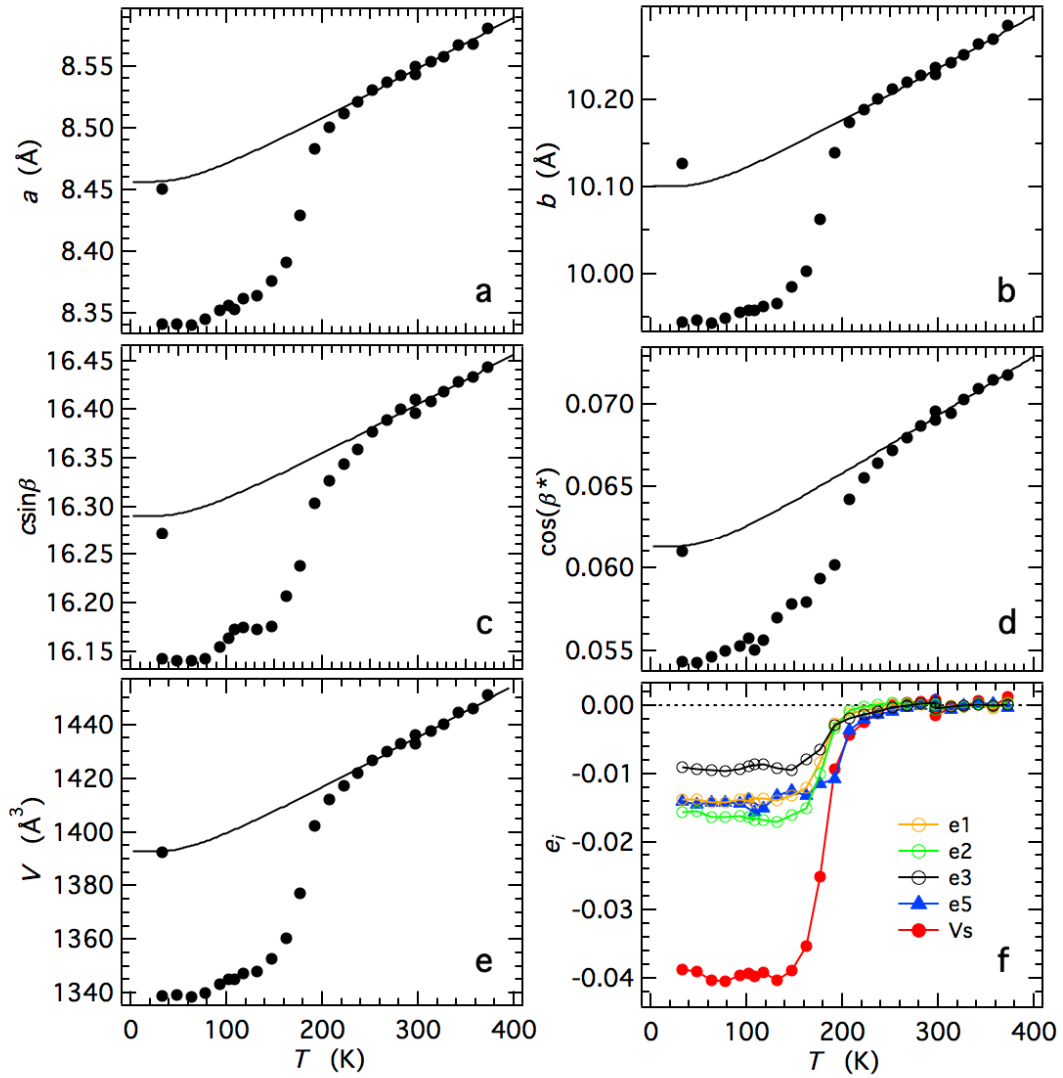 8.55
8.50
8.45
8.40
8.35
a (Å)
a
10.20
10.10
10.00
b (Å)
b
16.45
16.40
16.35
16.30
16.25
16.20
16.15
csinβ
c
0.070
0.065
0.060
0.055
cos(β*)
d
1440
1420
1400
1380
1360
1340
V (Å³)
e
0 100 200 300 400
T (K)
0.00
-0.01
-0.02
-0.03
-0.04
eᵢ
e1
e2
e3
e5
Vs
f
0 100 200 300 400
T (K)